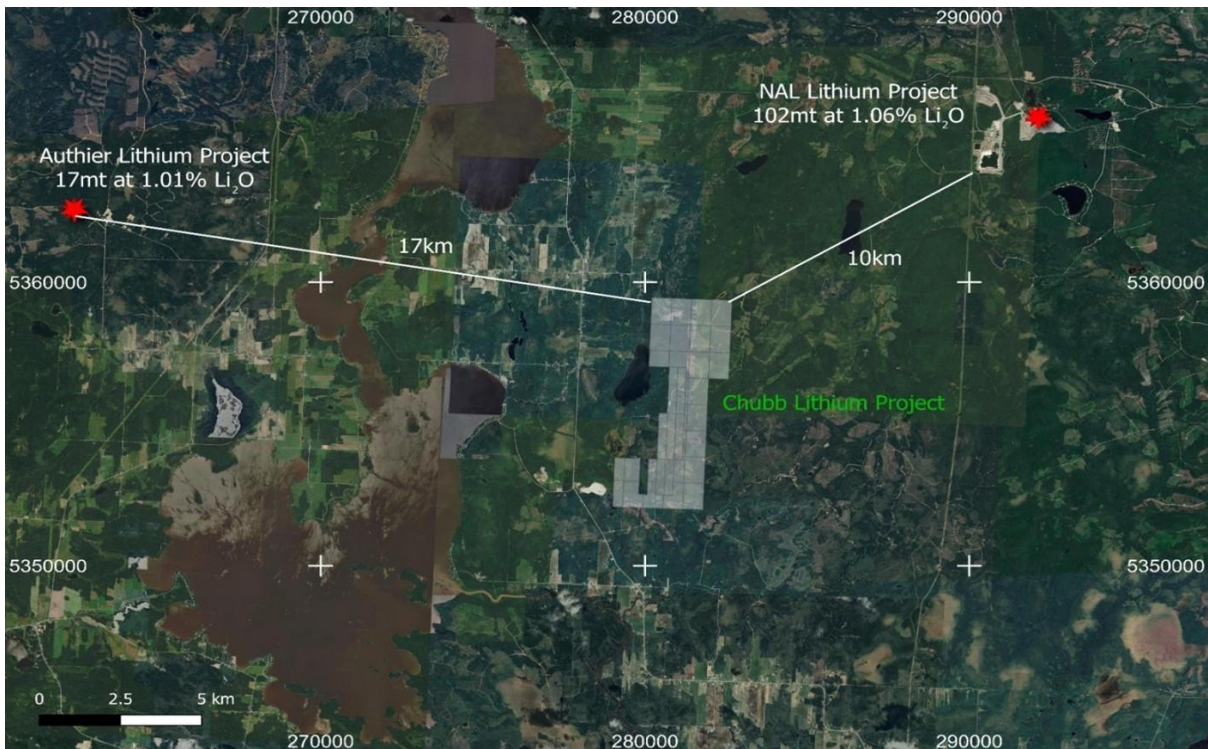 270000
280000
290000
NAL Lithium Project
102mt at 1.06% Li₂O
Authier Lithium Project
17mt at 1.01% Li₂O
17km
10km
5360000
5360000
Chubb Lithium Project
5350000
5350000
0 2.5 5 km
270000
280000
290000